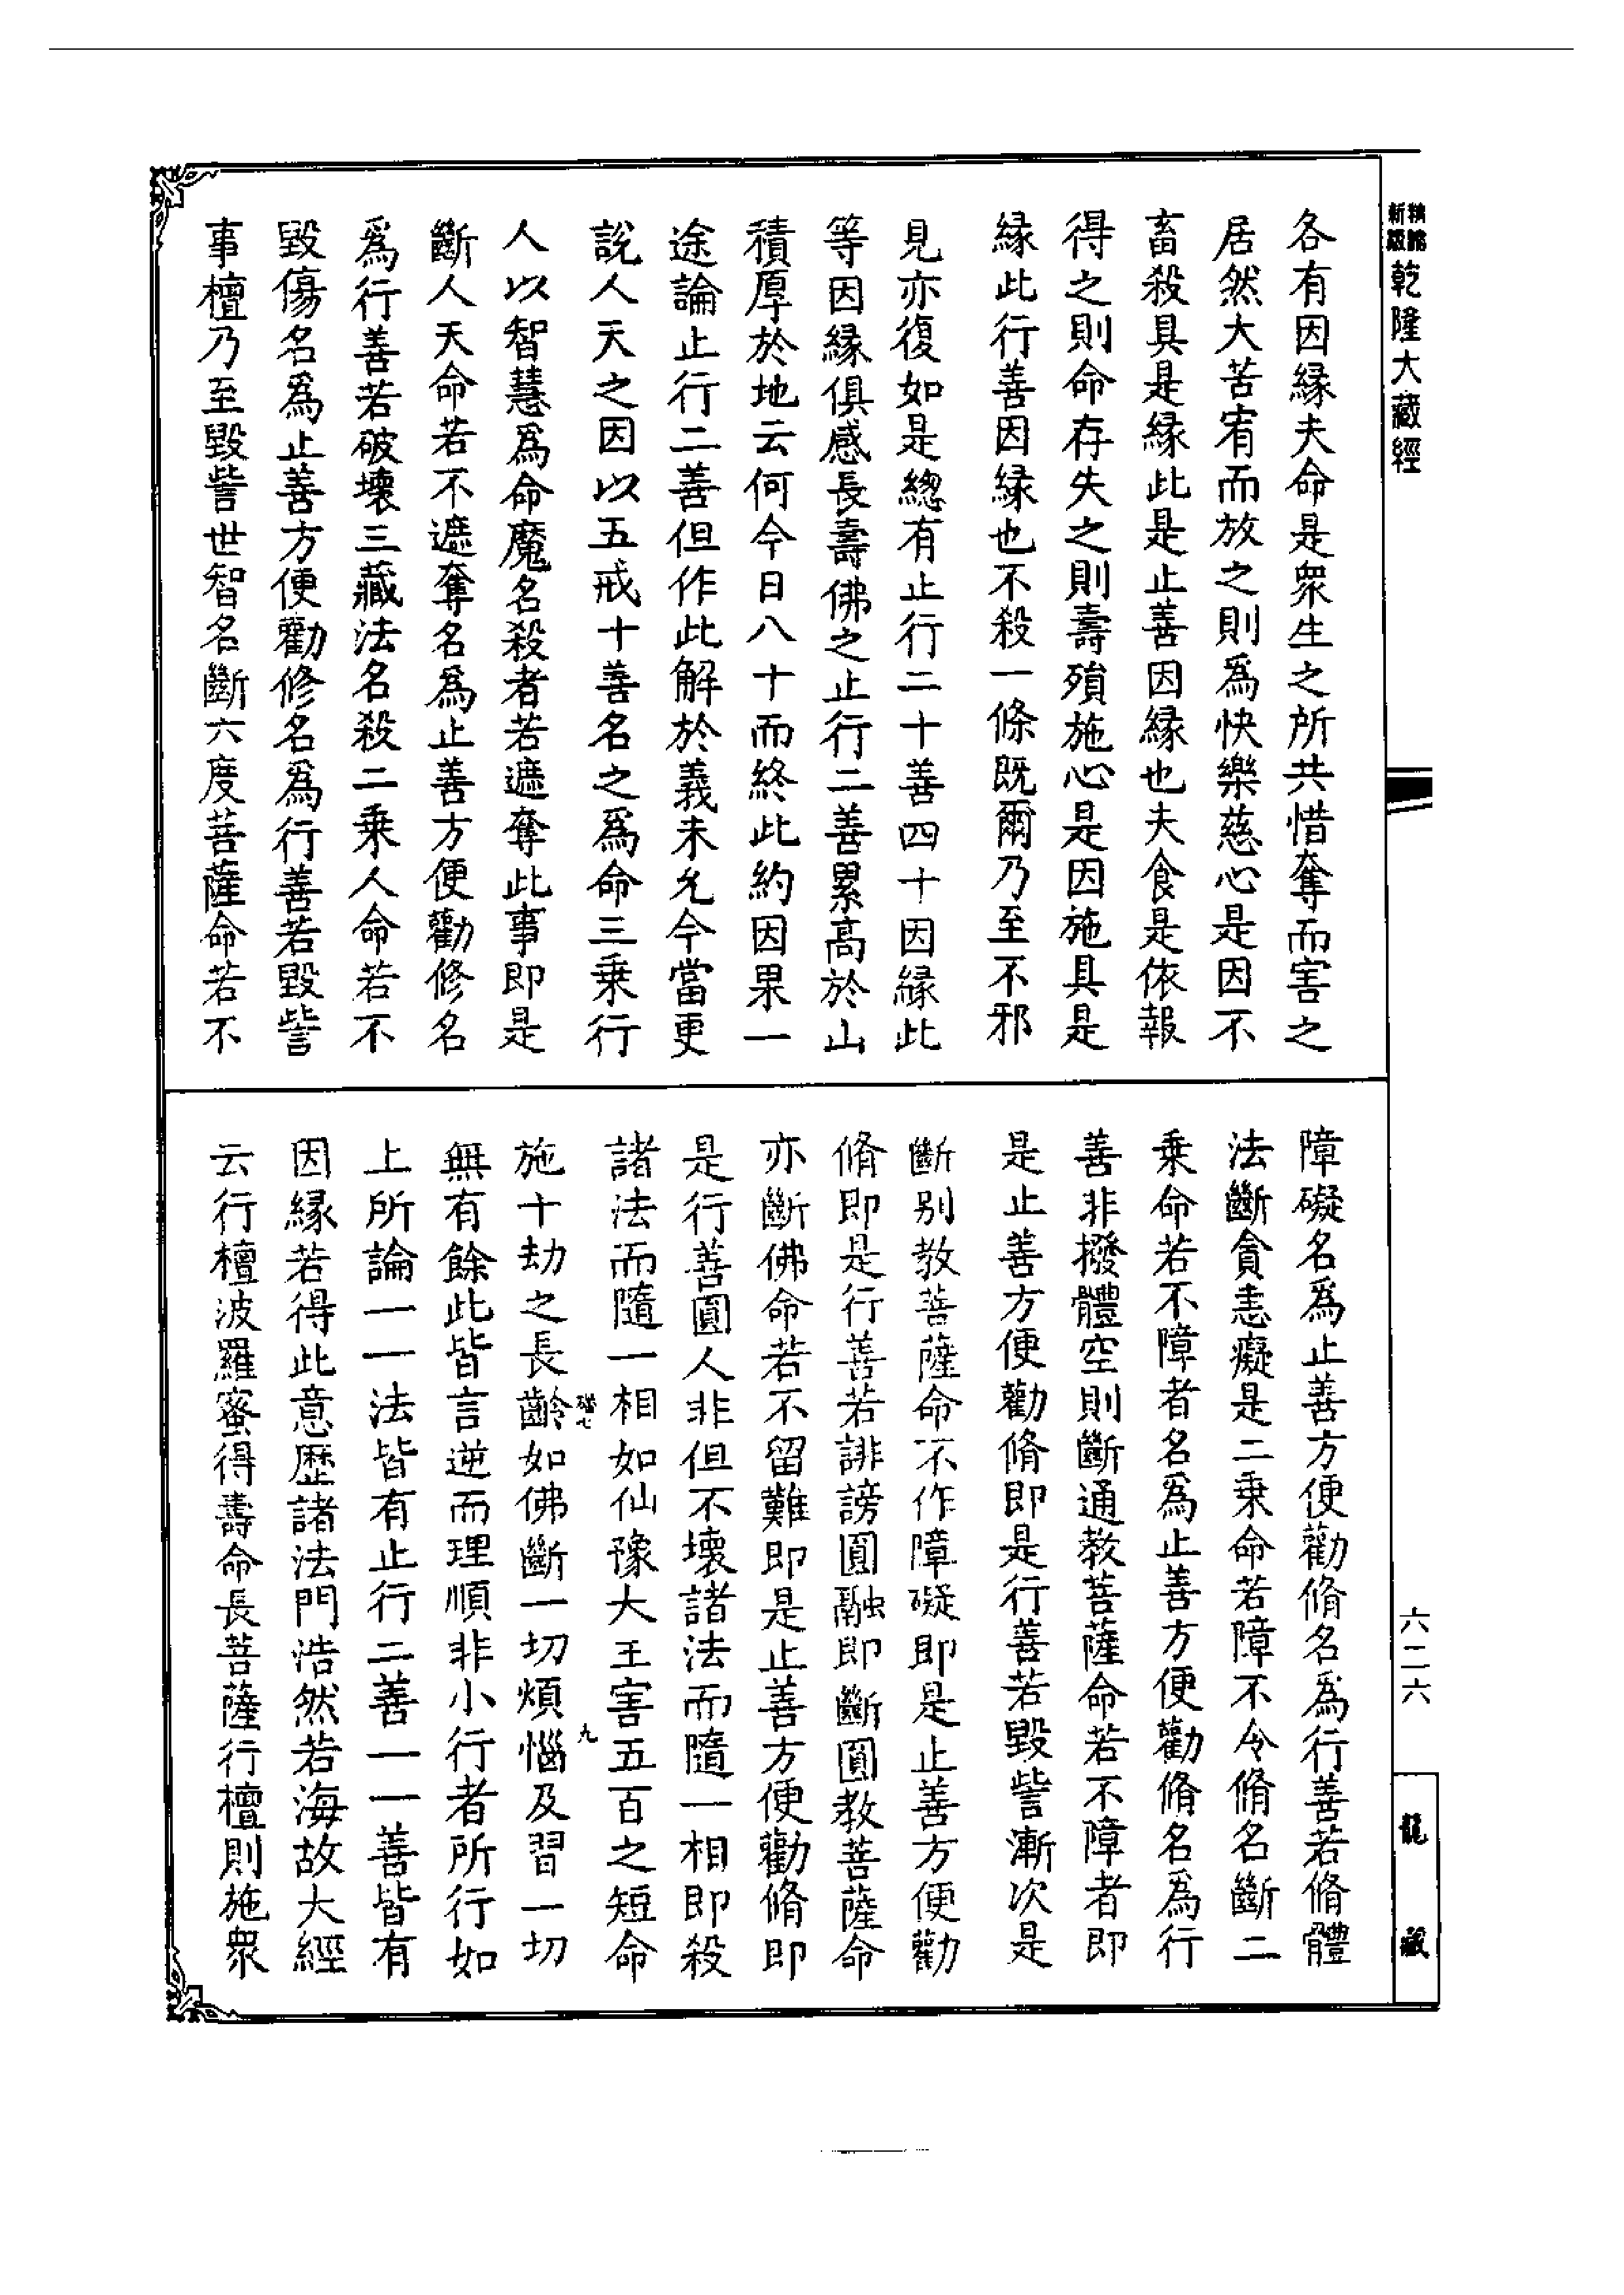 新編縮版
乾隆大藏經
各有因緣夫命是衆生之所共惜奪而害之
居然大苦宥而放之則爲快樂慈心是因不
畜殺具是緣此是止善因緣也夫食是依報
得之則命存失之則壽殞施心是因施具是
緣此行善因緣也不殺一條既爾乃至不邪
見亦復如是總有止行二十善四十因緣此
等因緣俱感長壽佛之止行二善累高於山
積厚於地云何今日八十而終此約因果一
途論止行二善但作此解於義未允今當更
說人天之因以五戒十善名之爲命三乗行
人以智慧爲命魔名殺者若遮奪此事即是
斷人天命若不遮奪名爲止善方便勸修名
爲行善若破壞三藏法名殺二乗人命若不
毀傷名爲止善方便勸修名爲行善若毀訾
事檀乃至毀訾世智名斷六度菩薩命若不
障礙名爲止善方便勸脩名爲行善若脩體
法斷貪恚癡是二乗命若障不令脩名斷二
乗命若不障者名爲止善方便勸脩名爲行
善非撥體空則斷通教菩薩命若不障者即
是止善方便勸脩即是行善若毀訾漸次是
斷别教菩薩命不作障礙即是止善方便勸
脩即是行善若誹謗圓融即斷圓教菩薩命
亦斷佛命若不留難即是止善方便勸脩即
是行善圓人非但不壞諸法而隨一相即殺
諸法而隨一相如仙豫大王害五百之短命
施十劫之長齡如佛斷一切煩惱及習一切
無有餘此皆言逆而理順非小行者所行如
上所論一一法皆有止行二善一一善皆有
因緣若得此意歷諸法門浩然若海故大經
云行檀波羅蜜得壽命長菩薩行檀則施衆
九
六二六
龍藏